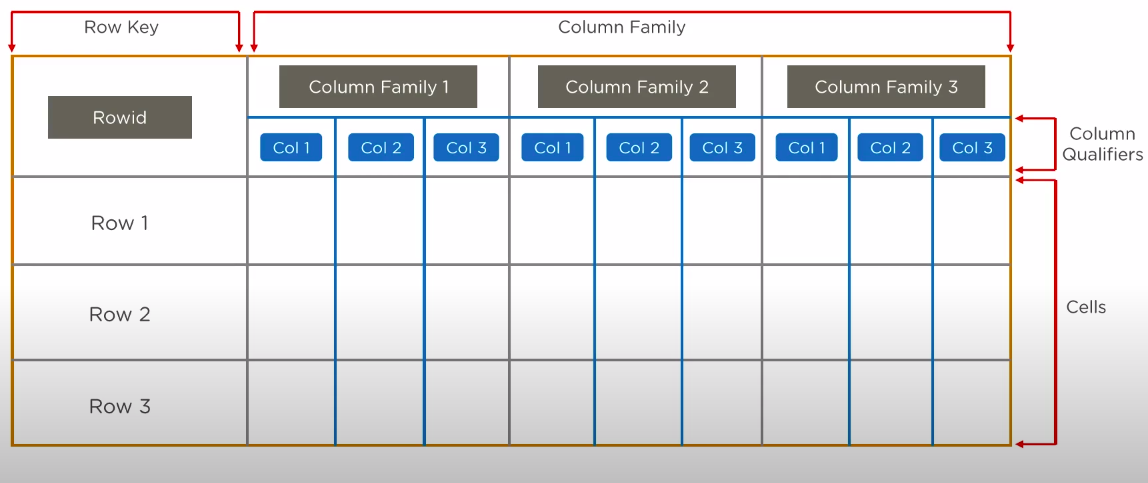 Row Key
Column Family
Rowid
Column Family 1
Column Family 2
Column Family 3
Col 1
Col 2
Col 3
Col 1
Col 2
Col 3
Col 1
Col 2
Col 3
Column
Qualifiers
Row 1
Row 2
Cells
Row 3